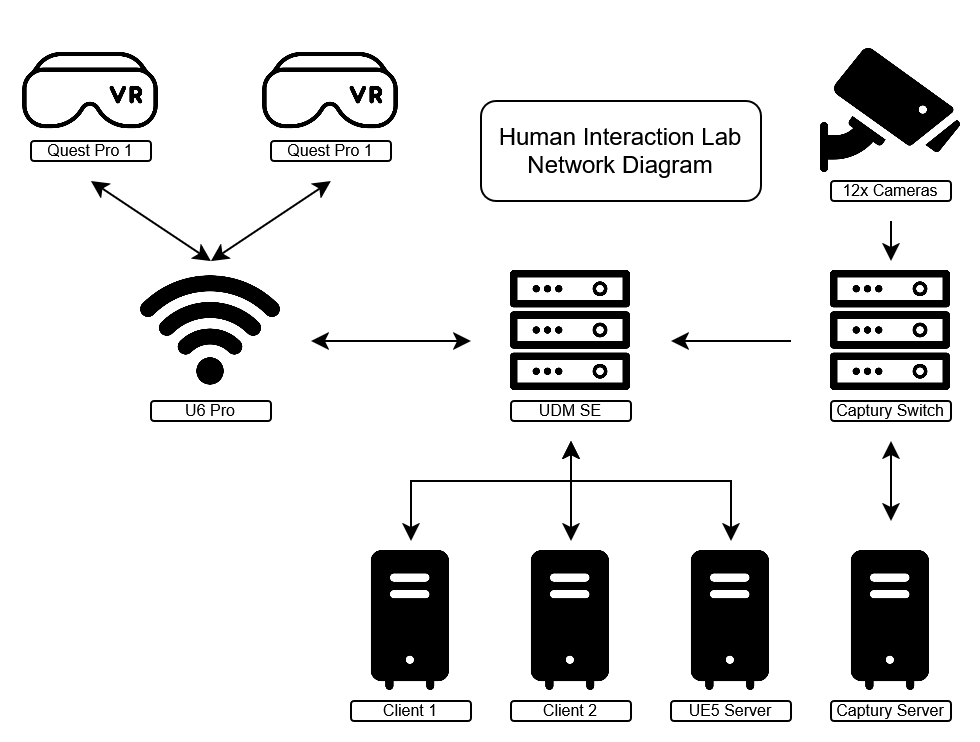 VR
VR
Quest Pro 1
Quest Pro 1
Human Interaction Lab
Network Diagram
12x Cameras
U6 Pro
UDM SE
Captury Switch
Client 1
Client 2
UE5 Server
Captury Server